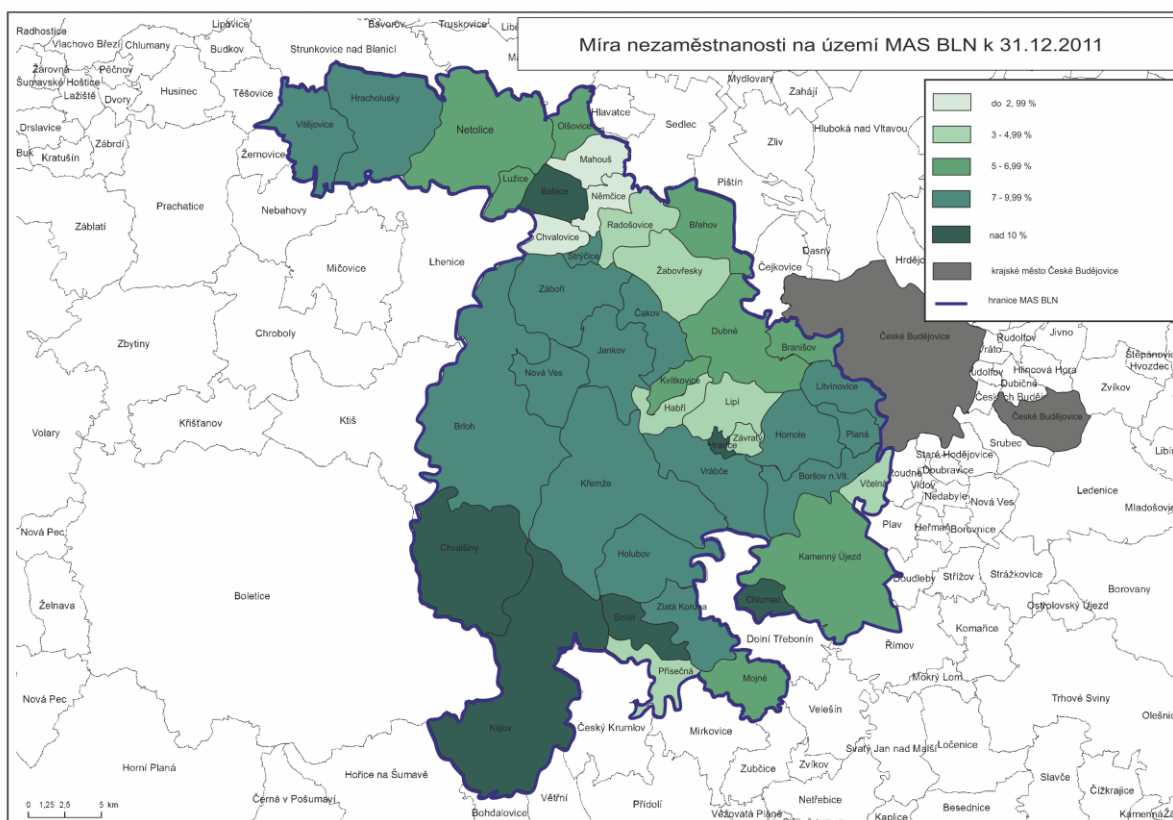 Míra nezaměstnanosti na území MAS BLN k 31.12.2011
do 2, 99 %
3 - 4,99 %
5 - 6,99 %
7 - 9,99 %
nad 10 %
krajské město České Budějovice
hranice MAS BLN
Radhostice
Lipovice
Bavorov
Truskovice
Vlachovo Březí
Chlumany
Budkov
Strunkovice nad Blanicí
Žárovná
Pěčnov
Šumavské Hoštice
Husinec
Těšovice
Lažiště
Dvory
Drslavice
Zábrdí
Buk
Kratušín
Žernovice
Vitějovice
Hracholusky
Netolice
Olšovice
Hlavatce
Sedlec
Mydlovary
Zahájí
Zliv
Hluboká nad Vltavou
Mahouš
Lužice
Babice
Němčice
Pištín
Prachatice
Nebahovy
Záblatí
Radošovice
Břehov
Chvalovice
Strýčice
Dasný
Čejkovice
Mičovice
Lhenice
Žabovřesky
Záboří
Čakov
Dubné
Branišov
České Budějovice
Zbytiny
Chroboly
Jankov
Nová Ves
Kvítkovice
Litvínovice
Rudolfov
Jivno
Hlincová Hora
Dubičné
Zvíkov
Hvozdec
České Budějovice
Habří
Lipí
Volary
Křišťanov
Ktiš
Brloh
Závraty
Homole
Planá
Srubec
Staré Hodějovice
Doubravice
Vrábče
Boršov n.Vlt.
Včelná
Vidov
Nedabyle
Nová Ves
Ledenice
Křemže
Plav
Borovnice
Nová Pec
Chvalšiny
Holubov
Kamenný Újezd
Doudleby
Střížov
Strážkovice
Borovany
Želnava
Boletice
Zlatá Koruna
Srnín
Chlumec
Ostrolovský Újezd
Komařice
Dolní Třebonín
Římov
Přísečná
Mojné
Mokrý Lom
Nová Pec
Trhové Sviny
Velešín
Kájov
Český Krumlov
Mirkovice
Svatý Jan nad Malší
Ločenice
Horní Planá
Hořice na Šumavě
Zubčice
Zvíkov
Slavče
Čížkrajice
Černá v Pošumaví
Větřní
Přídolí
Netřebice
Besednice
Bohdalovice
Věžovatá Pláně
Kaplice
0 1,25 2,5 5 km